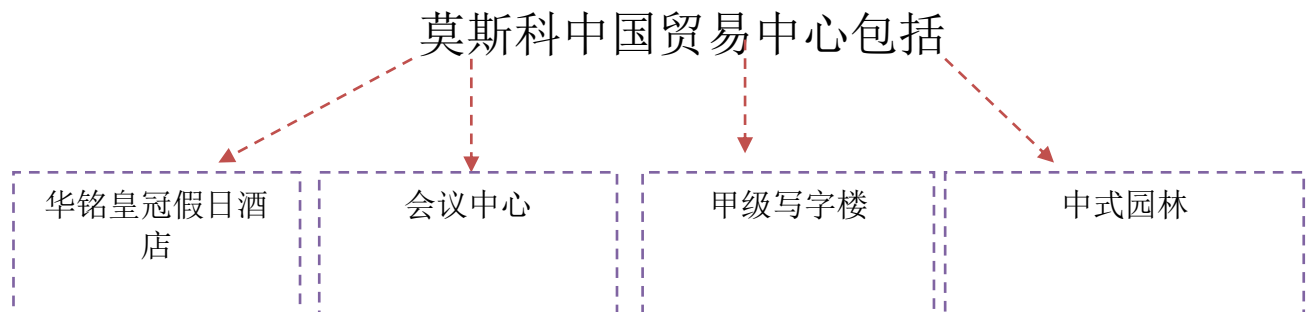 莫斯科中国贸易中心包括
华铭皇冠假日酒
店
会议中心
甲级写字楼
中式园林